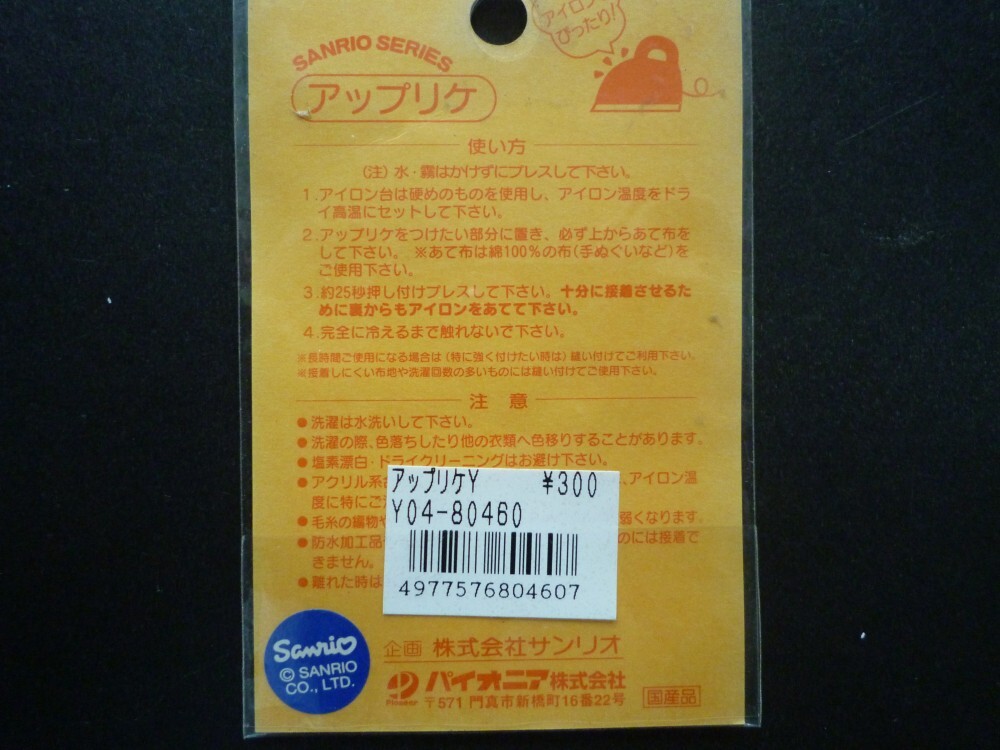 アイロン
ぴったり!
SANRIO SERIES
アップリケ
使い方
(注)水・霧はかけずにプレスして下さい。
1.アイロン台は硬めのものを使用し、アイロン温度をドラ
イ高温にセットして下さい。
2.アップリケをつけたい部分に置き、必ず上からあて布を
して下さい。 ※あて布は綿100%の布(手ぬぐいなど)を
ご使用下さい。
3.約25秒押し付けプレスして下さい。十分に接着させるた
めに裏からもアイロンをあてて下さい。
4.完全に冷えるまで触れないで下さい。
※長時間ご使用になる場合は(特に強く付けたい時は)縫い付けてご利用下さい。
※接着しにくい布地や洗濯回数の多いものには縫い付けてご使用下さい。
注 意
●洗濯は水洗いして下さい。
●洗濯の際、色落ちしたり他の衣類へ色移りすることがあります。
●塩素漂白・ドライクリーニングはお避け下さい。
●アクリル系 、アイロン温
度に特にご
●毛糸の編物や 弱くなります。
●防水加工品 のには接着で
きません。
●離れた時は
アップリケY ¥300
Y04-80460
4977576804607
Sanrio
© SANRIO
CO., LTD.
企画 株式会社サンリオ
Pioneer パイオニア株式会社
〒571 門真市新橋町16番22号
国産品